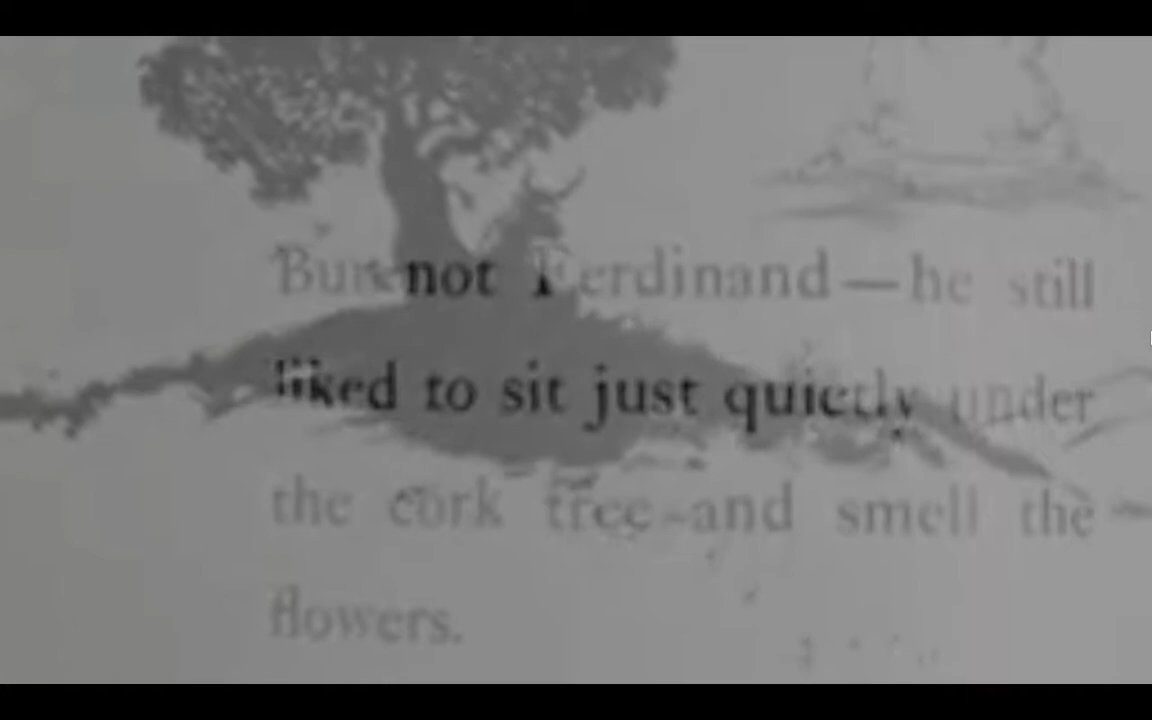 But not Ferdinand—he still
liked to sit just quietly under
the cork tree and smell the
flowers.